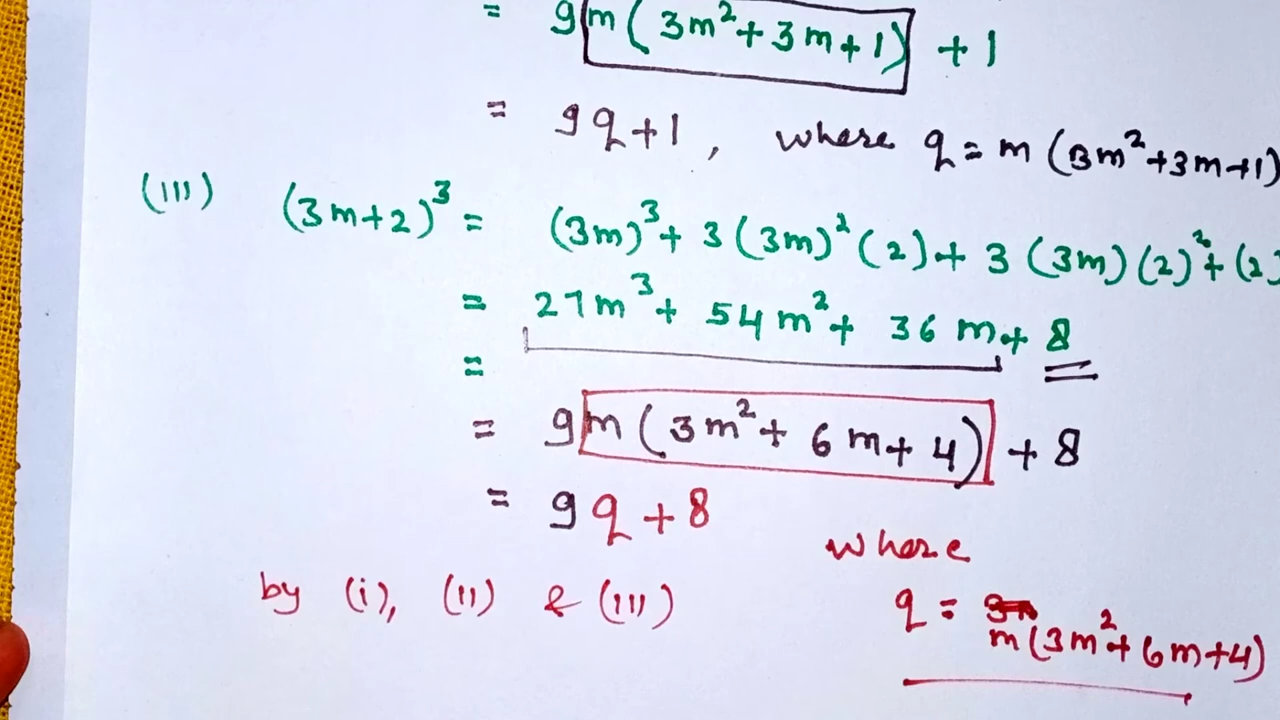 = 9m(3m²+3m+1) +1
= 9q+1, where q=m(3m²+3m+1)
(III) (3m+2)³ = (3m)³+3(3m)²(2)+3(3m)(2)²+(2)
= 27m³+54m²+36m+8
=
= 9m(3m²+6m+4)+8
= 9q+8
where
by (i), (II) & (III)
q = m(3m²+6m+4)